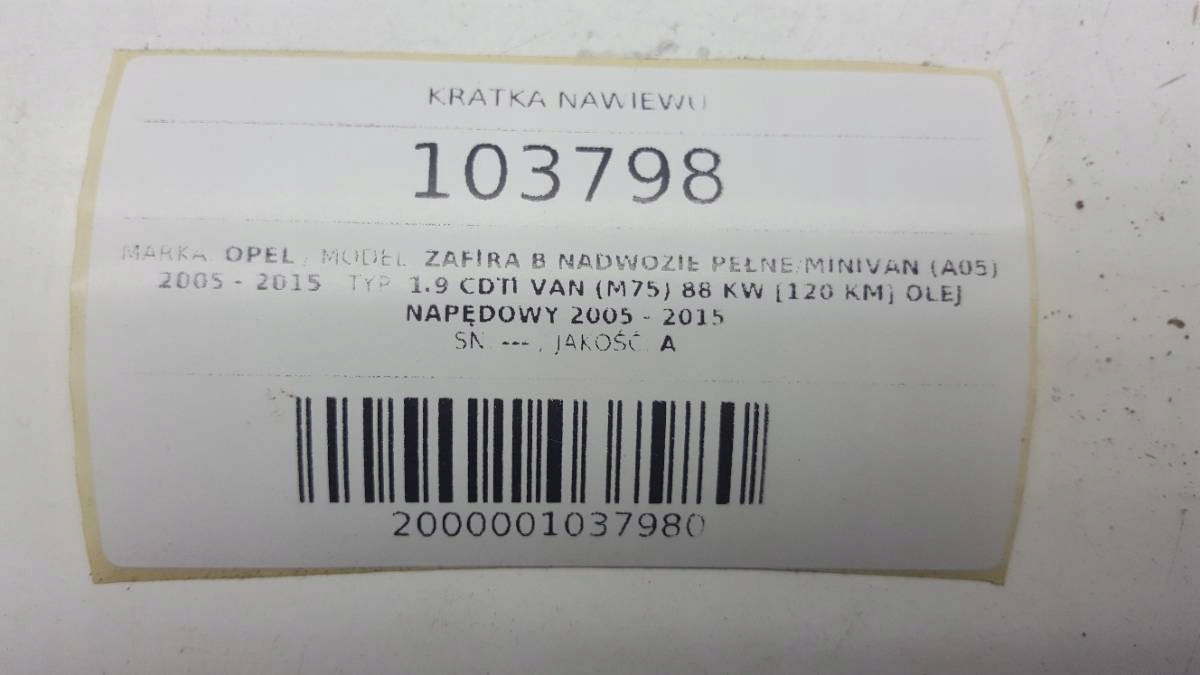 KRATKA NAWIEWU
103798
MARKA: OPEL , MODEL: ZAFIRA B NADWOZIE PEŁNE/MINIVAN (A05)
2005 - 2015 , TYP: 1.9 CDTI VAN (M75) 88 KW [120 KM] OLEJ
NAPĘDOWY 2005 - 2015
SN: --- , JAKOŚĆ: A
2000001037980